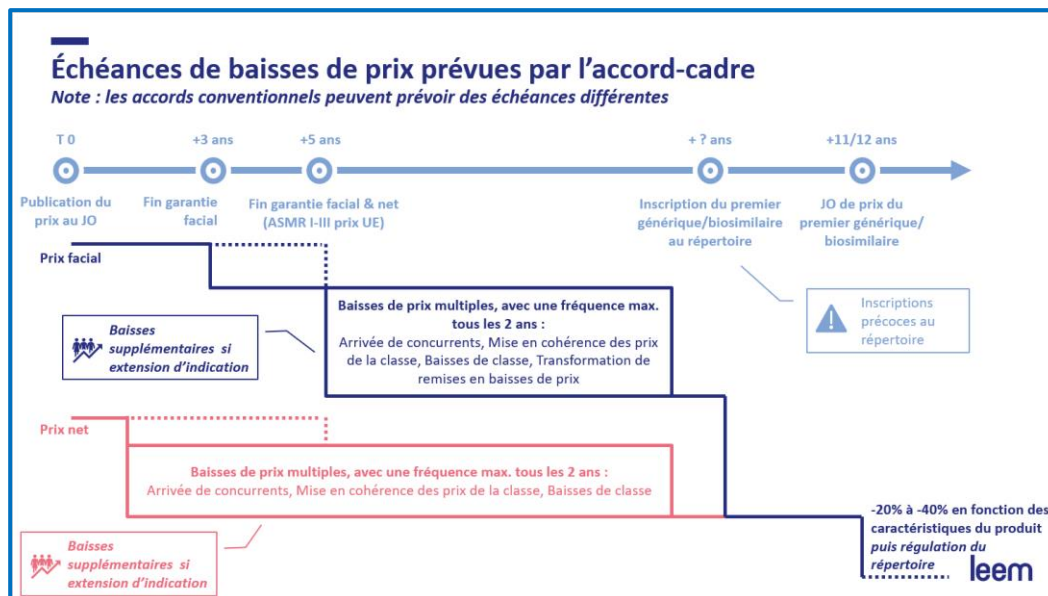 Échéances de baisses de prix prévues par l'accord-cadre
Note : les accords conventionnels peuvent prévoir des échéances différentes
T 0
+3 ans
+5 ans
+ ? ans
+11/12 ans
Publication du
prix au JO
Fin garantie
facial
Fin garantie facial & net
(ASMR I-III prix UE)
Inscription du premier
générique/biosimilaire
au répertoire
JO de prix du
premier générique/
biosimilaire
Prix facial
Inscriptions
précoces au
répertoire
Baisses
supplémentaires si
extension d'indication
Baisses de prix multiples, avec une fréquence max.
tous les 2 ans :
Arrivée de concurrents, Mise en cohérence des prix
de la classe, Baisses de classe, Transformation de
remises en baisses de prix
Prix net
Baisses de prix multiples, avec une fréquence max. tous les 2 ans :
Arrivée de concurrents, Mise en cohérence des prix de la classe, Baisses de classe
Baisses
supplémentaires si
extension d'indication
-20% à -40% en fonction des
caractéristiques du produit
puis régulation du
répertoire
leem